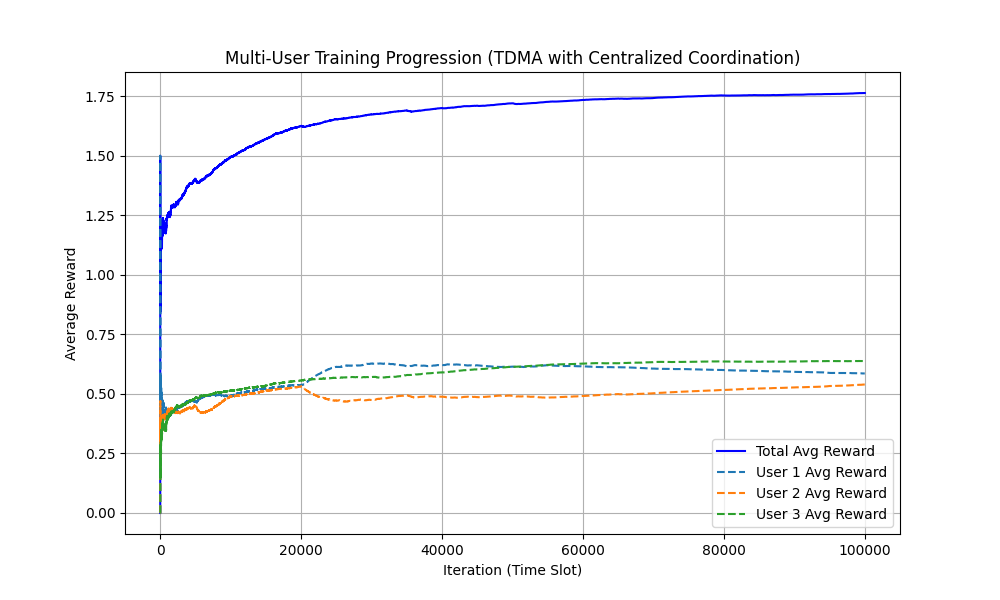 Multi-User Training Progression (TDMA with Centralized Coordination)
Average Reward
1.75
1.50
1.25
1.00
0.75
0.50
0.25
0.00
Total Avg Reward
User 1 Avg Reward
User 2 Avg Reward
User 3 Avg Reward
0 20000 40000 60000 80000 100000
Iteration (Time Slot)